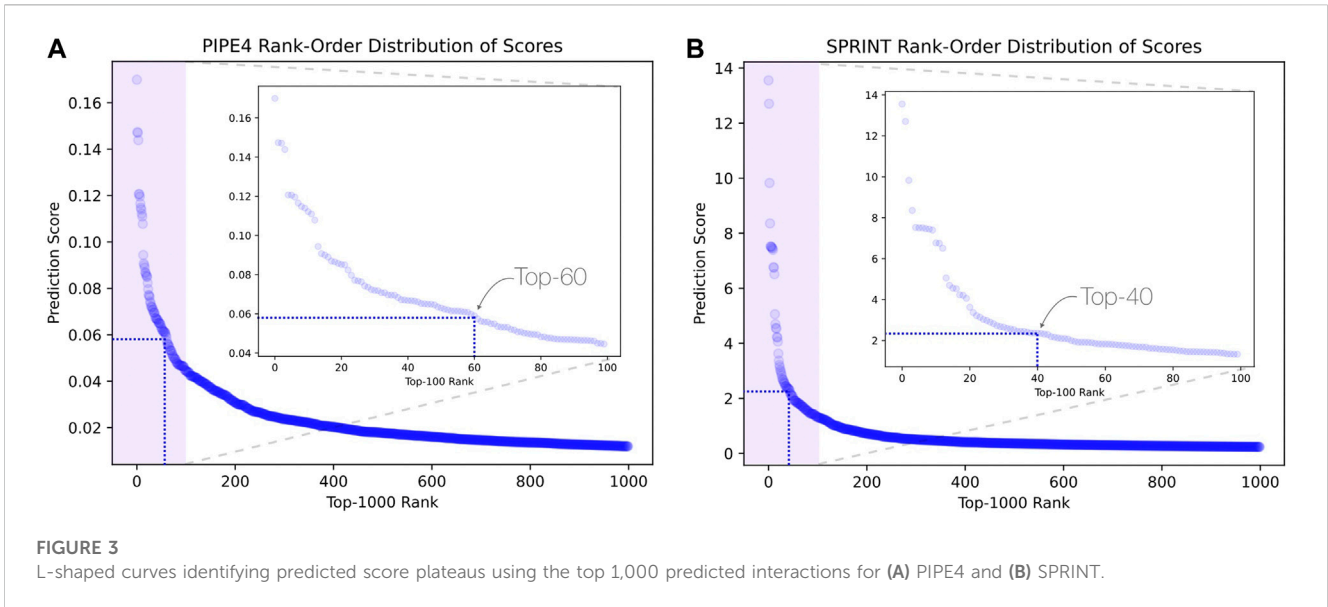 A
PIPE4 Rank-Order Distribution of Scores
Prediction Score
0.16
0.14
0.12
0.10
0.08
0.06
0.04
0.02
0.16
0.14
0.12
0.10
0.08
0.06
0.04
Top-60
0 20 40 60 80 100
Top-100 Rank
0 200 400 600 800 1000
Top-1000 Rank
B
SPRINT Rank-Order Distribution of Scores
Prediction Score
14
12
10
8
6
4
2
0
14
12
10
8
6
4
2
Top-40
0 20 40 60 80 100
Top-100 Rank
0 200 400 600 800 1000
Top-1000 Rank
FIGURE 3
L-shaped curves identifying predicted score plateaus using the top 1,000 predicted interactions for (A) PIPE4 and (B) SPRINT.